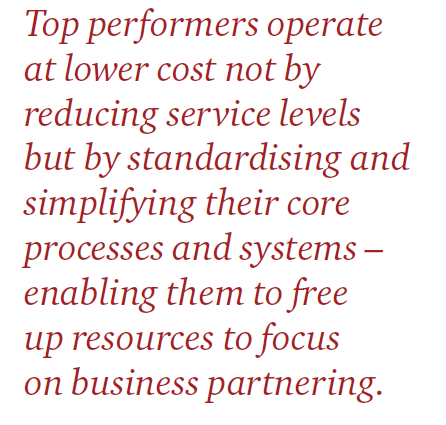 Top performers operate
at lower cost not by
reducing service levels
but by standardising and
simplifying their core
processes and systems –
enabling them to free
up resources to focus
on business partnering.